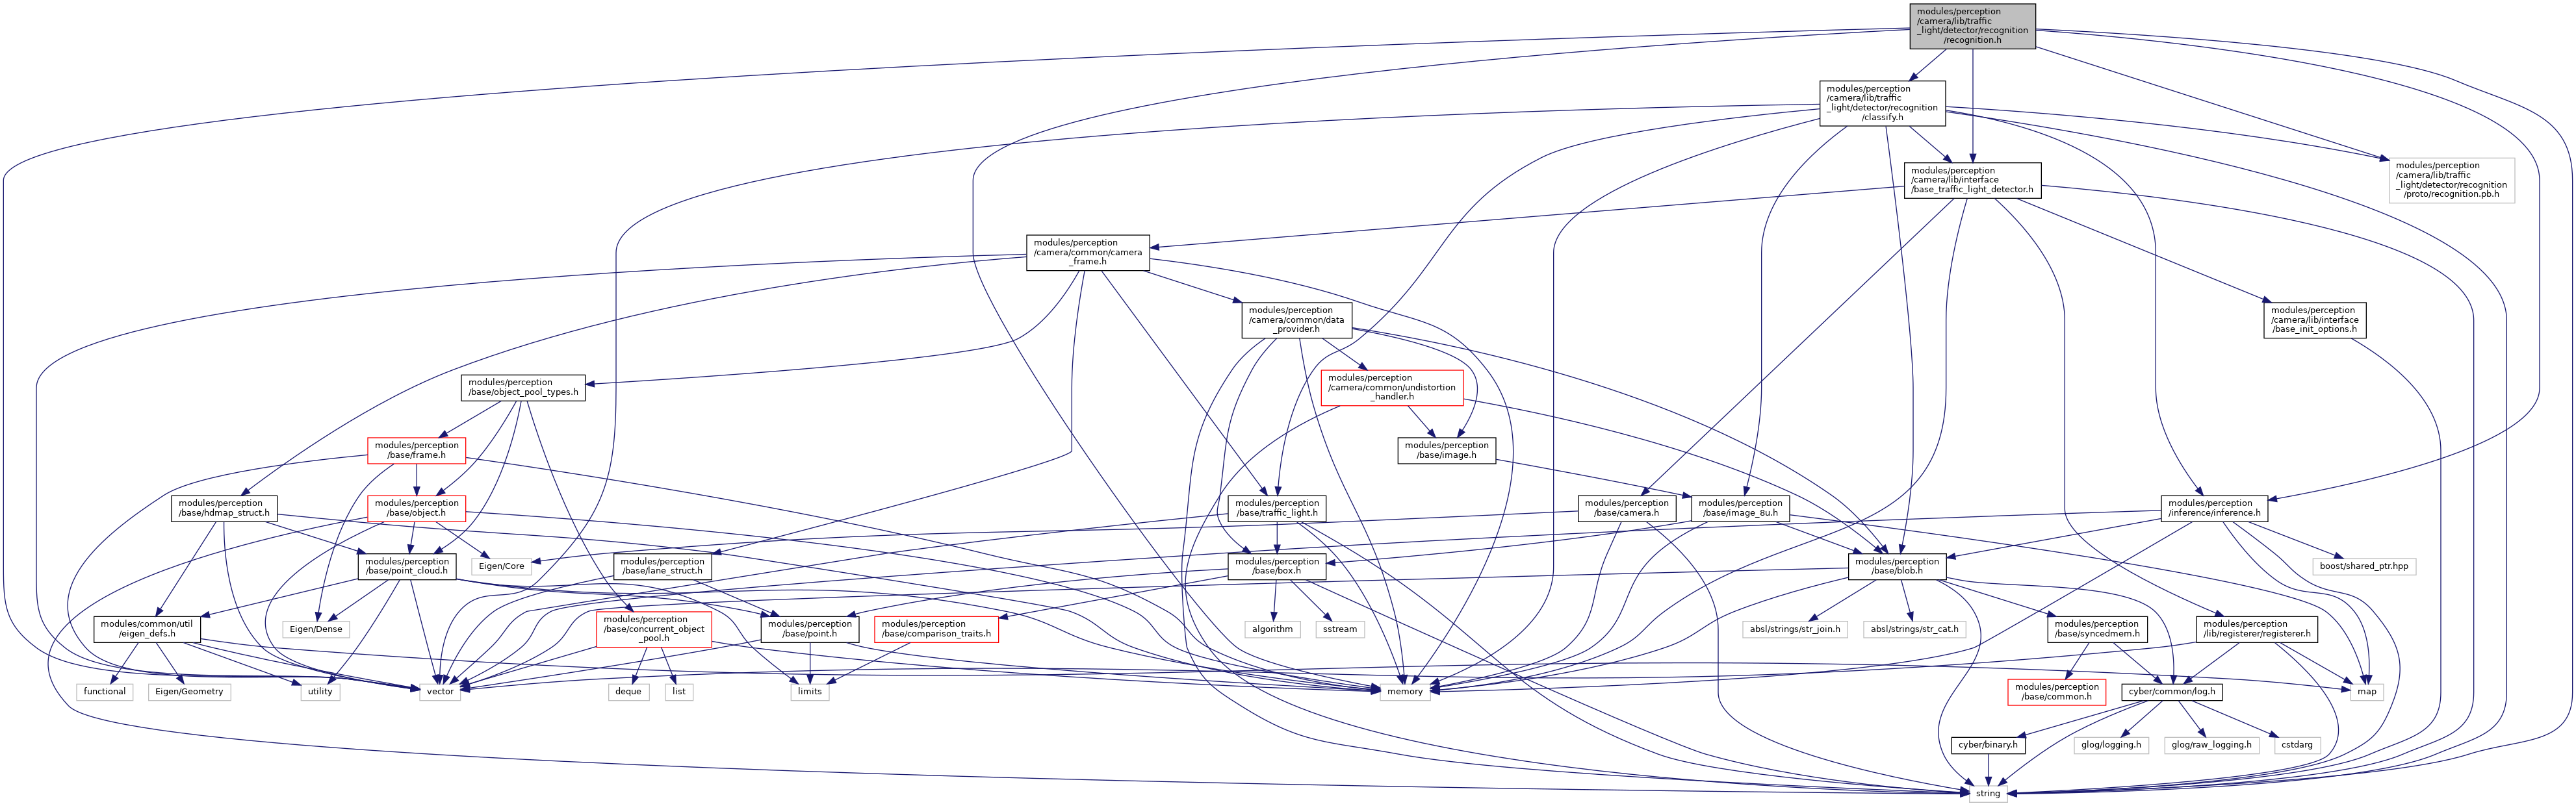 modules/perception
/camera/lib/traffic
_light/detector/recognition
/recognition.h
modules/perception
/camera/lib/traffic
_light/detector/recognition
/classify.h
modules/perception
/camera/lib/interface
/base_traffic_light_detector.h
modules/perception
/camera/lib/traffic
_light/detector/recognition
/proto/recognition.pb.h
modules/perception
/camera/common/camera
_frame.h
modules/perception
/camera/common/data
_provider.h
modules/perception
/camera/lib/interface
/base_init_options.h
modules/perception
/base/object_pool_types.h
modules/perception
/camera/common/undistortion
_handler.h
modules/perception
/base/frame.h
modules/perception
/base/image.h
modules/perception
/base/hdmap_struct.h
modules/perception
/base/object.h
modules/perception
/base/traffic_light.h
modules/perception
/base/camera.h
modules/perception
/base/image_8u.h
modules/perception
/inference/inference.h
modules/perception
/base/point_cloud.h
Eigen/Core
modules/perception
/base/lane_struct.h
modules/perception
/base/box.h
modules/perception
/base/blob.h
boost/shared_ptr.hpp
modules/common/util
/eigen_defs.h
Eigen/Dense
modules/perception
/base/concurrent_object
_pool.h
modules/perception
/base/point.h
modules/perception
/base/comparison_traits.h
algorithm
sstream
absl/strings/str_join.h
absl/strings/str_cat.h
modules/perception
/base/syncedmem.h
modules/perception
/lib/registerer/registerer.h
functional
Eigen/Geometry
utility
vector
deque
list
limits
memory
modules/perception
/base/common.h
cyber/common/log.h
map
cyber/binary.h
glog/logging.h
glog/raw_logging.h
cstdarg
string